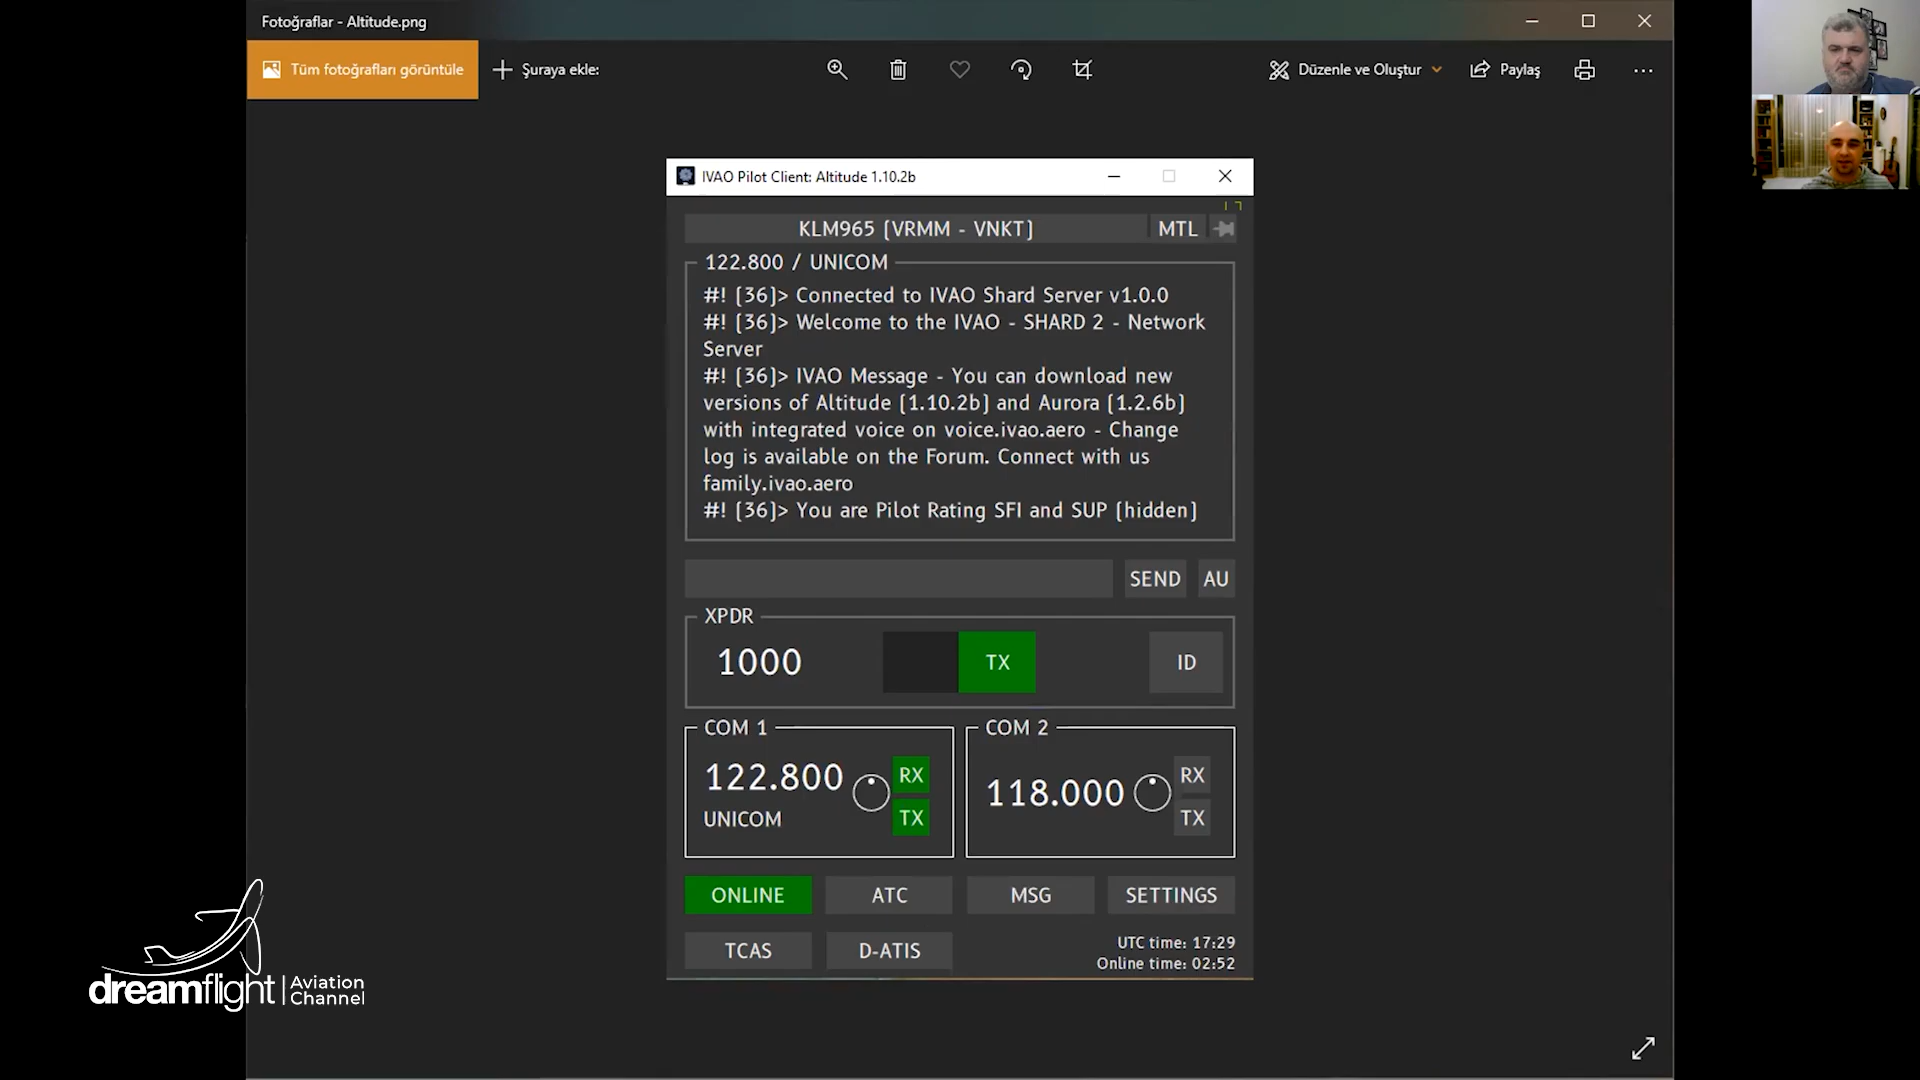 Fotoğraflar - Altitude.png
Tüm fotoğrafları görüntüle
Şuraya ekle:
Düzenle ve Oluştur
Paylaş
IVAO Pilot Client: Altitude 1.10.2b
KLM965 (VRMM - VNKT)
MTL
122.800 / UNICOM
#! [36]> Connected to IVAO Shard Server v1.0.0
#! [36]> Welcome to the IVAO - SHARD 2 - Network
Server
#! [36]> IVAO Message - You can download new
versions of Altitude (1.10.2b) and Aurora (1.2.6b)
with integrated voice on voice.ivao.aero - Change
log is available on the Forum. Connect with us
family.ivao.aero
#! [36]> You are Pilot Rating SFI and SUP (hidden)
SEND
AU
XPDR
1000
TX
ID
COM 1
122.800
UNICOM
RX
TX
COM 2
118.000
RX
TX
ONLINE
ATC
MSG
SETTINGS
TCAS
D-ATIS
UTC time: 17:29
Online time: 02:52
dreamflight
Aviation
Channel